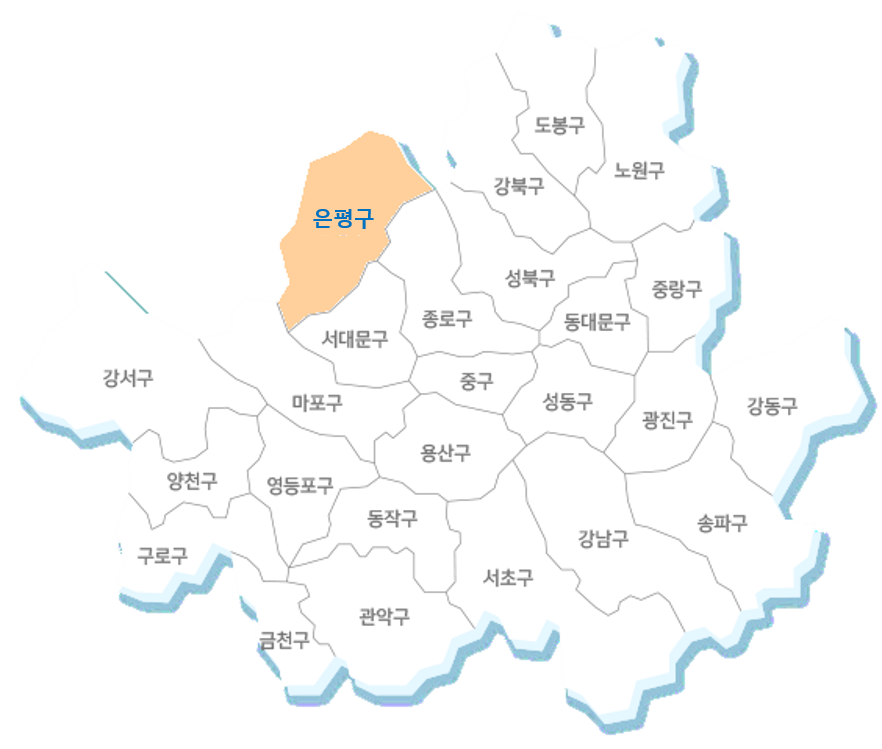 도봉구
노원구
강북구
은평구
성북구
중랑구
종로구
동대문구
서대문구
강서구
중구
마포구
성동구
강동구
광진구
용산구
양천구
영등포구
동작구
송파구
강남구
구로구
서초구
관악구
금천구